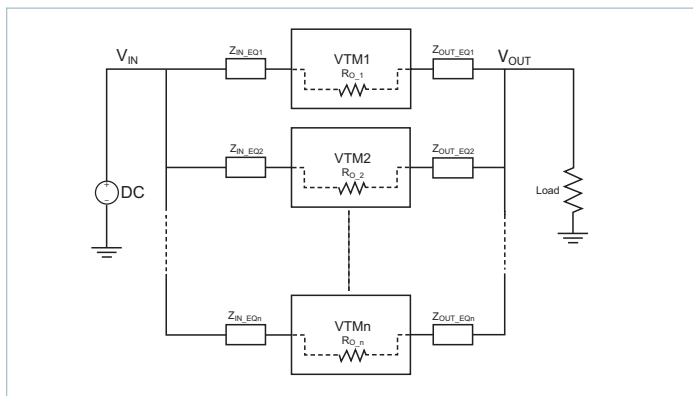 V_IN
Z_IN_EQ1
VTM1
R_O_1
Z_OUT_EQ1
V_OUT
Z_IN_EQ2
VTM2
R_O_2
Z_OUT_EQ2
+
–
DC
Load
Z_IN_EQn
VTMn
R_O_n
Z_OUT_EQn